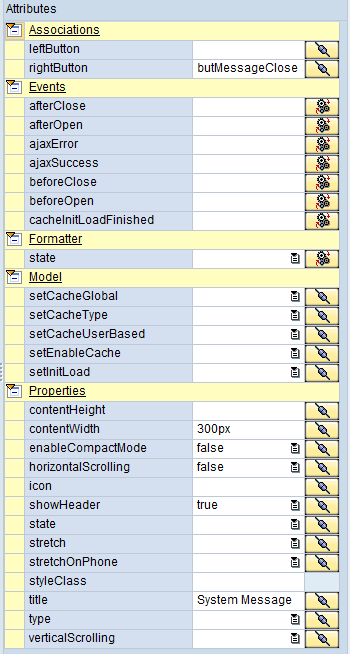 Attributes
Associations
leftButton
rightButton butMessageClose
Events
afterClose
afterOpen
ajaxError
ajaxSuccess
beforeClose
beforeOpen
cacheInitLoadFinished
Formatter
state
Model
setCacheGlobal
setCacheType
setCacheUserBased
setEnableCache
setInitLoad
Properties
contentHeight
contentWidth 300px
enableCompactMode false
horizontalScrolling false
icon
showHeader true
state
stretch
stretchOnPhone
styleClass
title System Message
type
verticalScrolling